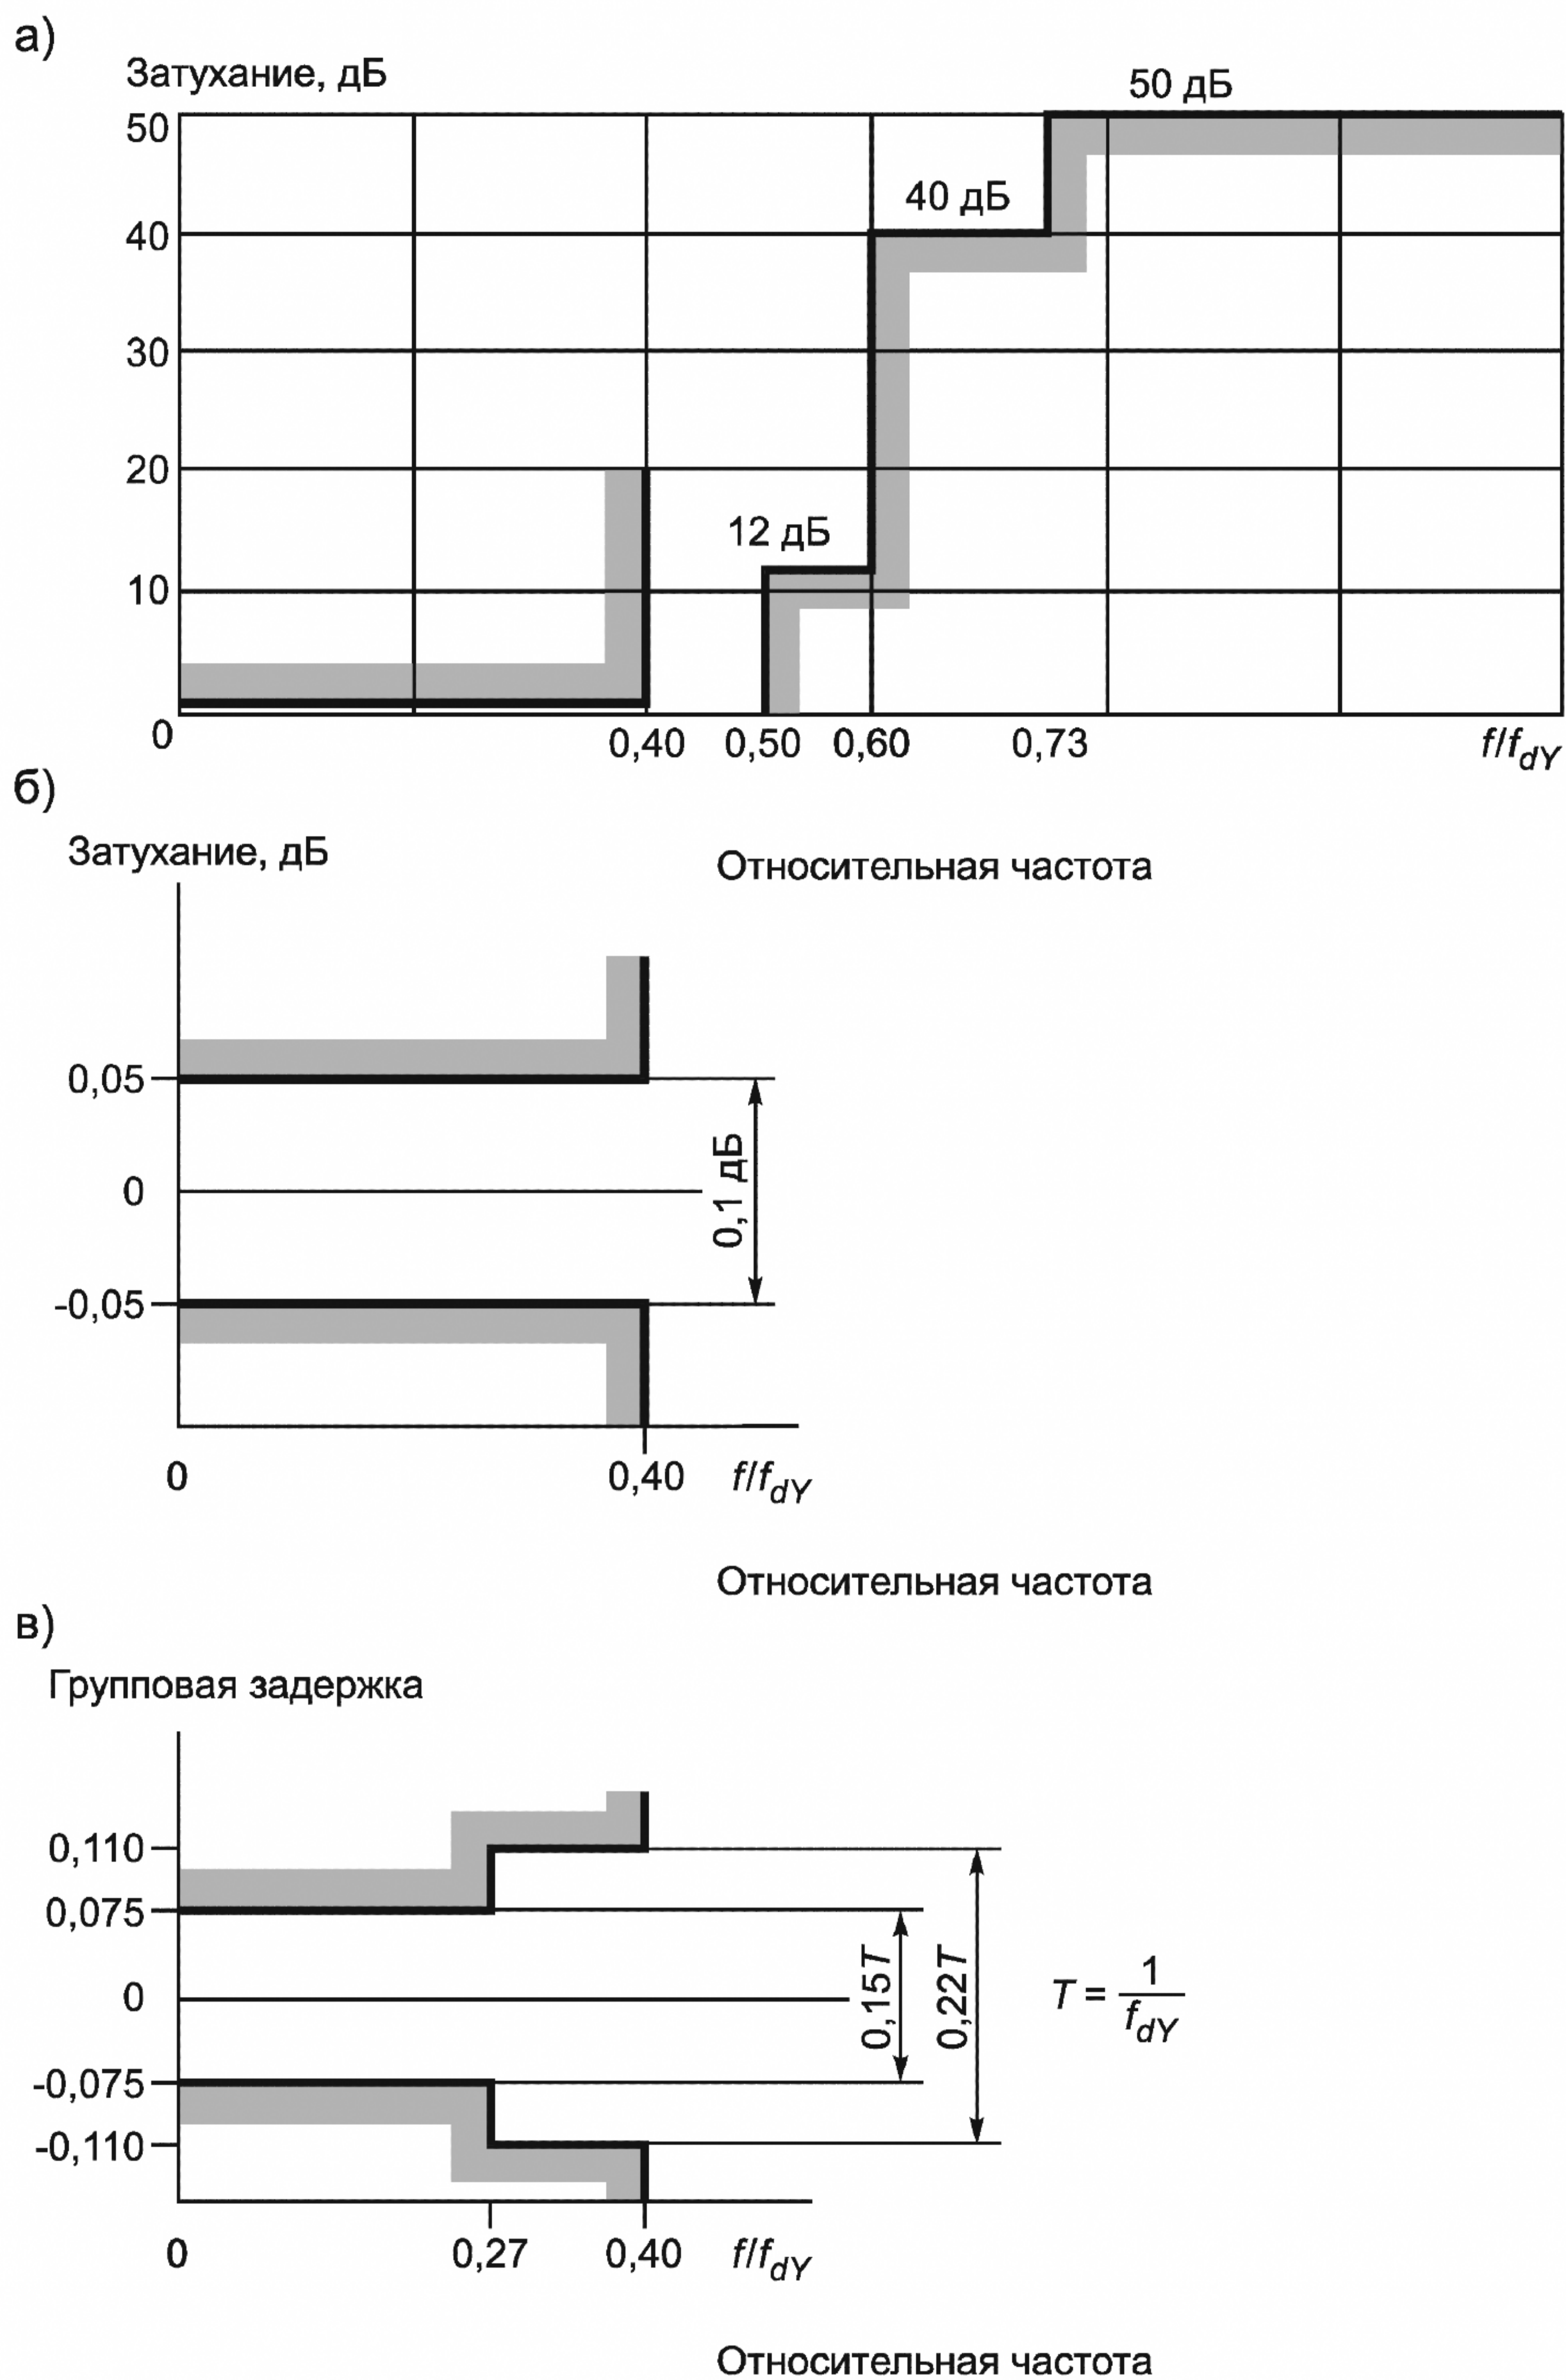 а)
Затухание, дБ
50 дБ
50
40 дБ
40
30
20
12 дБ
10
0
0,40 0,50 0,60 0,73 f/fdY
б)
Затухание, дБ
Относительная частота
0,05
0,1 дБ
0
-0,05
0 0,40 f/fdY
Относительная частота
в)
Групповая задержка
0,110
0,075
0,15T
0,22T
T = 1/fdY
0
-0,075
-0,110
0 0,27 0,40 f/fdY
Относительная частота